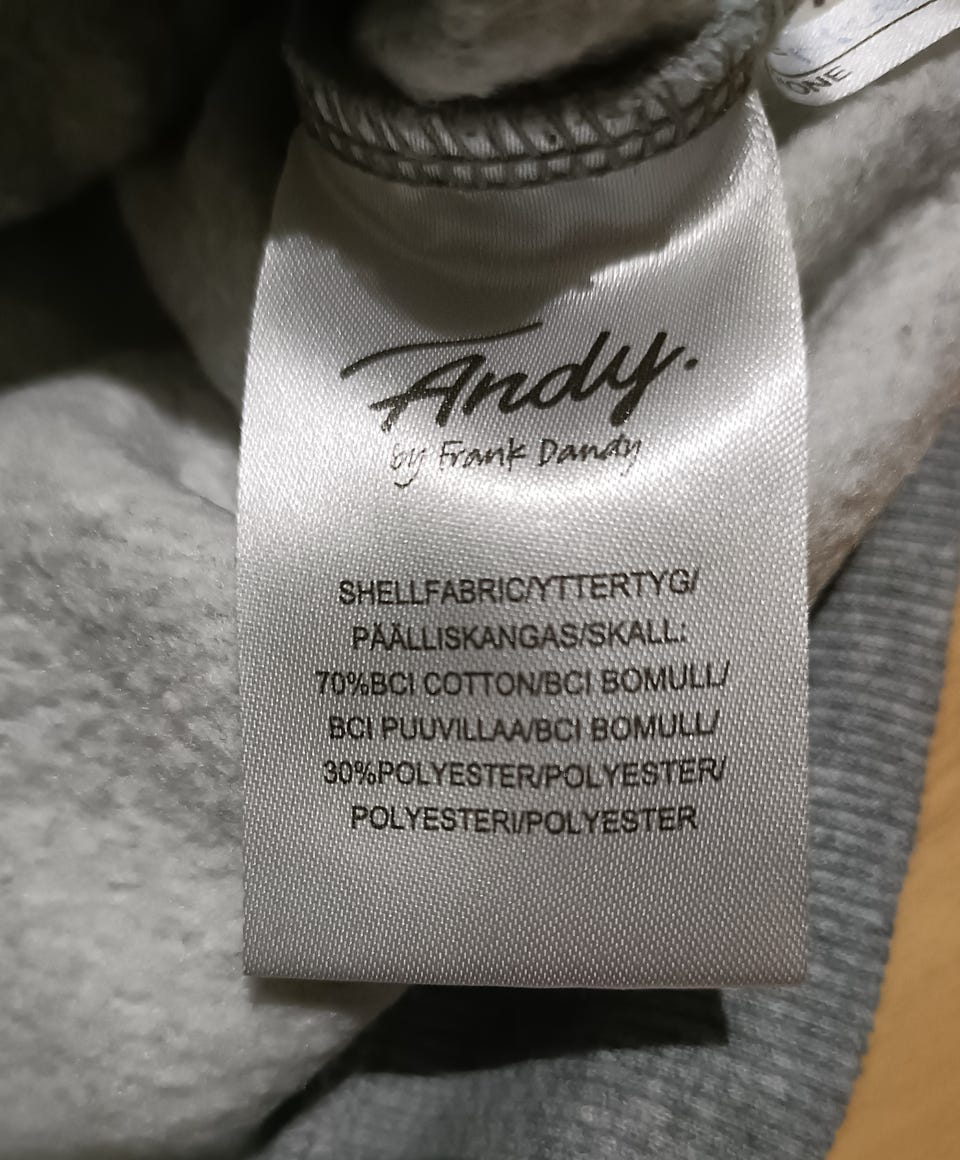 ONE
Andy.
by Frank Dandy
SHELLFABRIC/YTTERTYG/
PÄÄLLISKANGAS/SKALL:
70%BCI COTTON/BCI BOMULL/
BCI PUUVILLAA/BCI BOMULL/
30%POLYESTER/POLYESTER/
POLYESTERI/POLYESTER